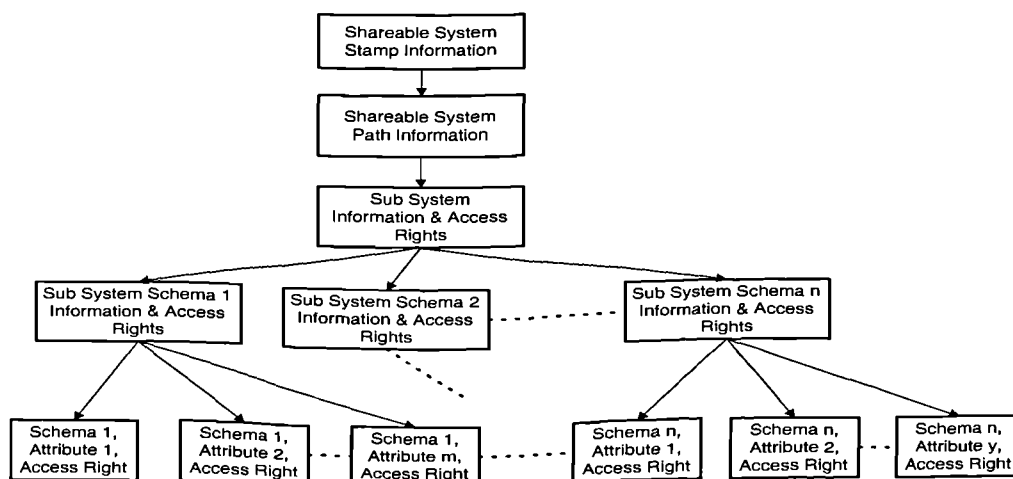 Shareable System
Stamp Information
Shareable System
Path Information
Sub System
Information & Access
Rights
Sub System Schema 1
Information & Access
Rights
Sub System Schema 2
Information & Access
Rights
Sub System Schema n
Information & Access
Rights
Schema 1,
Attribute 1,
Access Right
Schema 1,
Attribute 2,
Access Right
Schema 1,
Attribute m,
Access Right
Schema n,
Attribute 1,
Access Right
Schema n,
Attribute 2,
Access Right
Schema n,
Attribute y,
Access Right